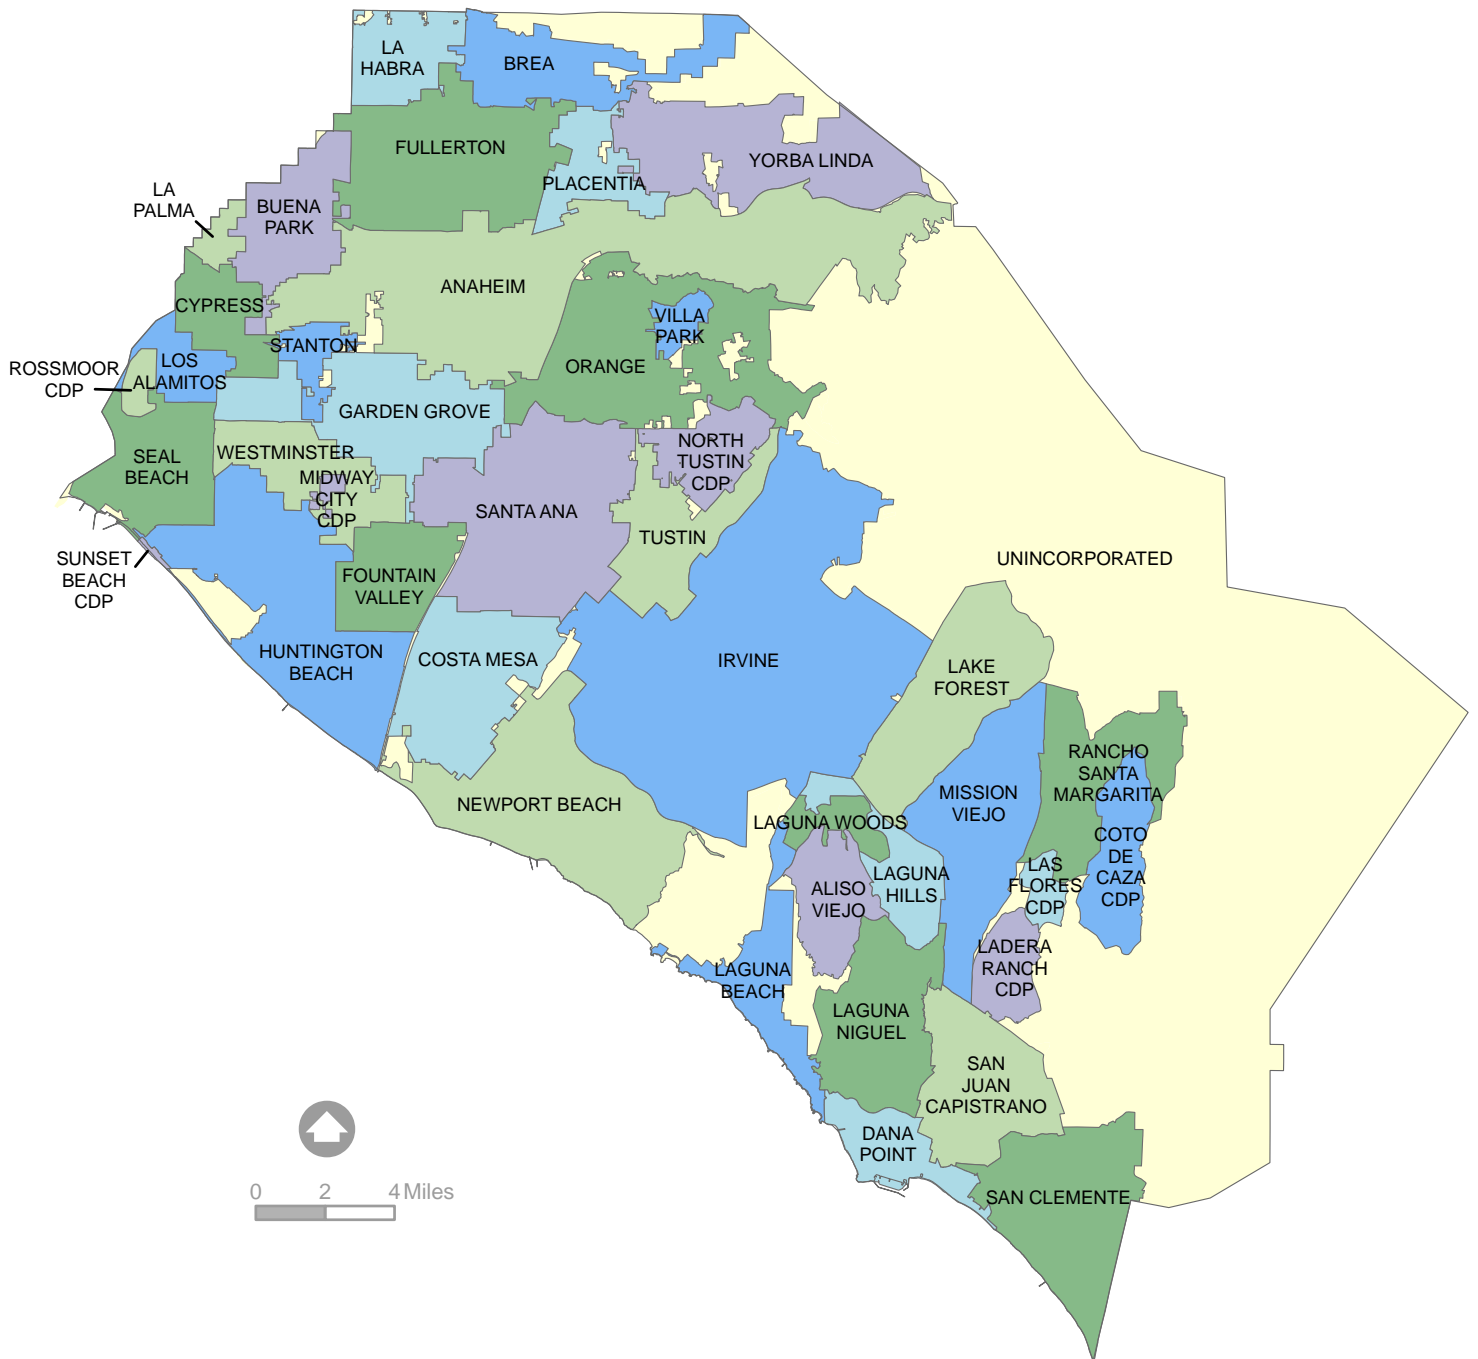 LA
HABRA
BREA
FULLERTON
YORBA LINDA
PLACENTIA
LA
PALMA
BUENA
PARK
ANAHEIM
CYPRESS
VILLA
PARK
STANTON
ORANGE
ROSSMOOR
CDP
LOS
ALAMITOS
GARDEN GROVE
NORTH
TUSTIN
CDP
SEAL
BEACH
WESTMINSTER
MIDWAY
CITY
CDP
SANTA ANA
TUSTIN
UNINCORPORATED
SUNSET
BEACH
CDP
FOUNTAIN
VALLEY
HUNTINGTON
BEACH
COSTA MESA
IRVINE
LAKE
FOREST
RANCHO
SANTA
MARGARITA
MISSION
VIEJO
NEWPORT BEACH
LAGUNA WOODS
COTO
DE
CAZA
CDP
LAS
FLORES
CDP
LAGUNA
HILLS
ALISO
VIEJO
LADERA
RANCH
CDP
LAGUNA
BEACH
LAGUNA
NIGUEL
SAN
JUAN
CAPISTRANO
DANA
POINT
SAN CLEMENTE
0 2 4 Miles